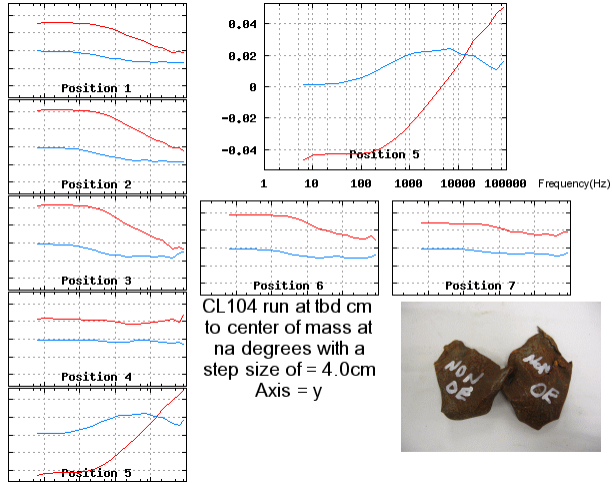 0.04
0.02
0
-0.02
-0.04
1
10
100
1000
10000
100000
Frequency(Hz)
Position 1
Position 2
Position 3
Position 4
Position 5
Position 5
Position 6
Position 7
CL104 run at tbd cm
to center of mass at
na degrees with a
step size of = 4.0cm
Axis = y
NON
OE
NON
OE